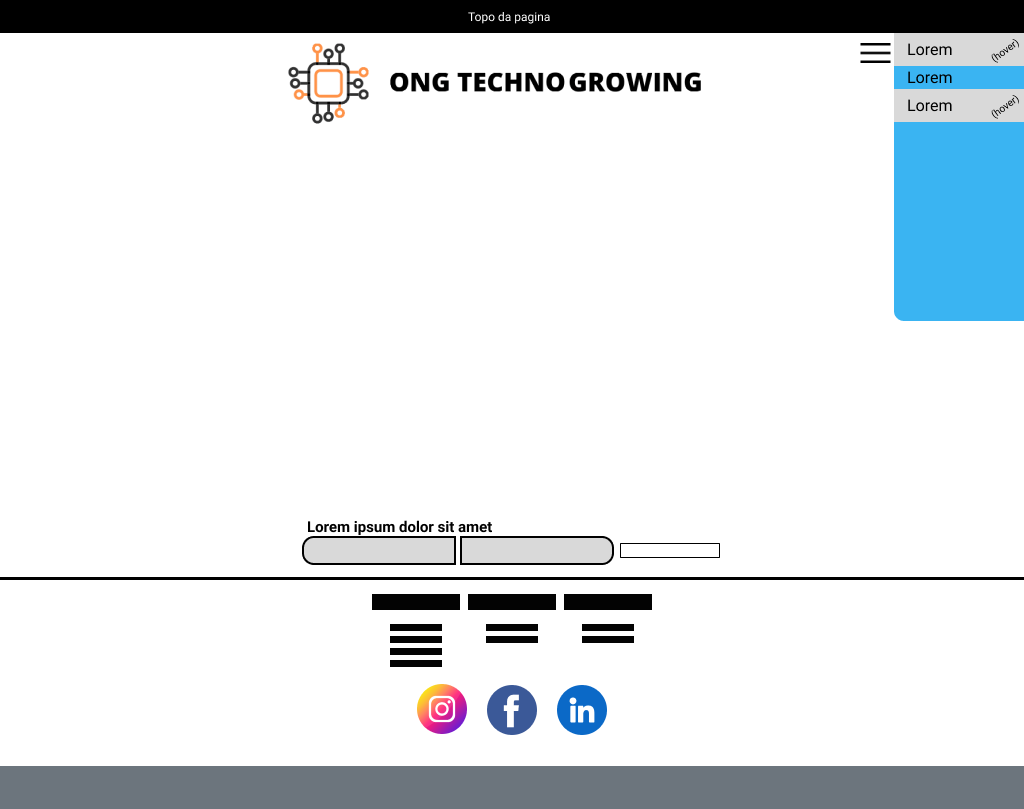 Topo da pagina
ONG TECHNO GROWING
Lorem
(hover)
Lorem
Lorem
(hover)
Lorem ipsum dolor sit amet